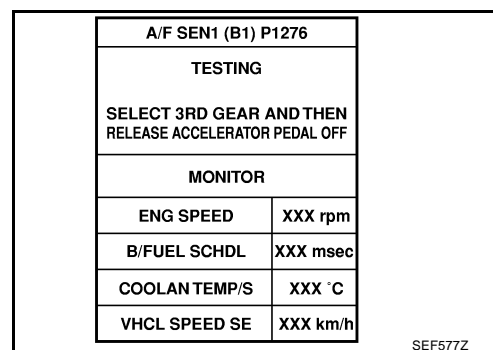 A/F SEN1 (B1) P1276
TESTING
SELECT 3RD GEAR AND THEN
RELEASE ACCELERATOR PEDAL OFF
MONITOR
ENG SPEED XXX rpm
B/FUEL SCHDL XXX msec
COOLAN TEMP/S XXX °C
VHCL SPEED SE XXX km/h
SEF577Z